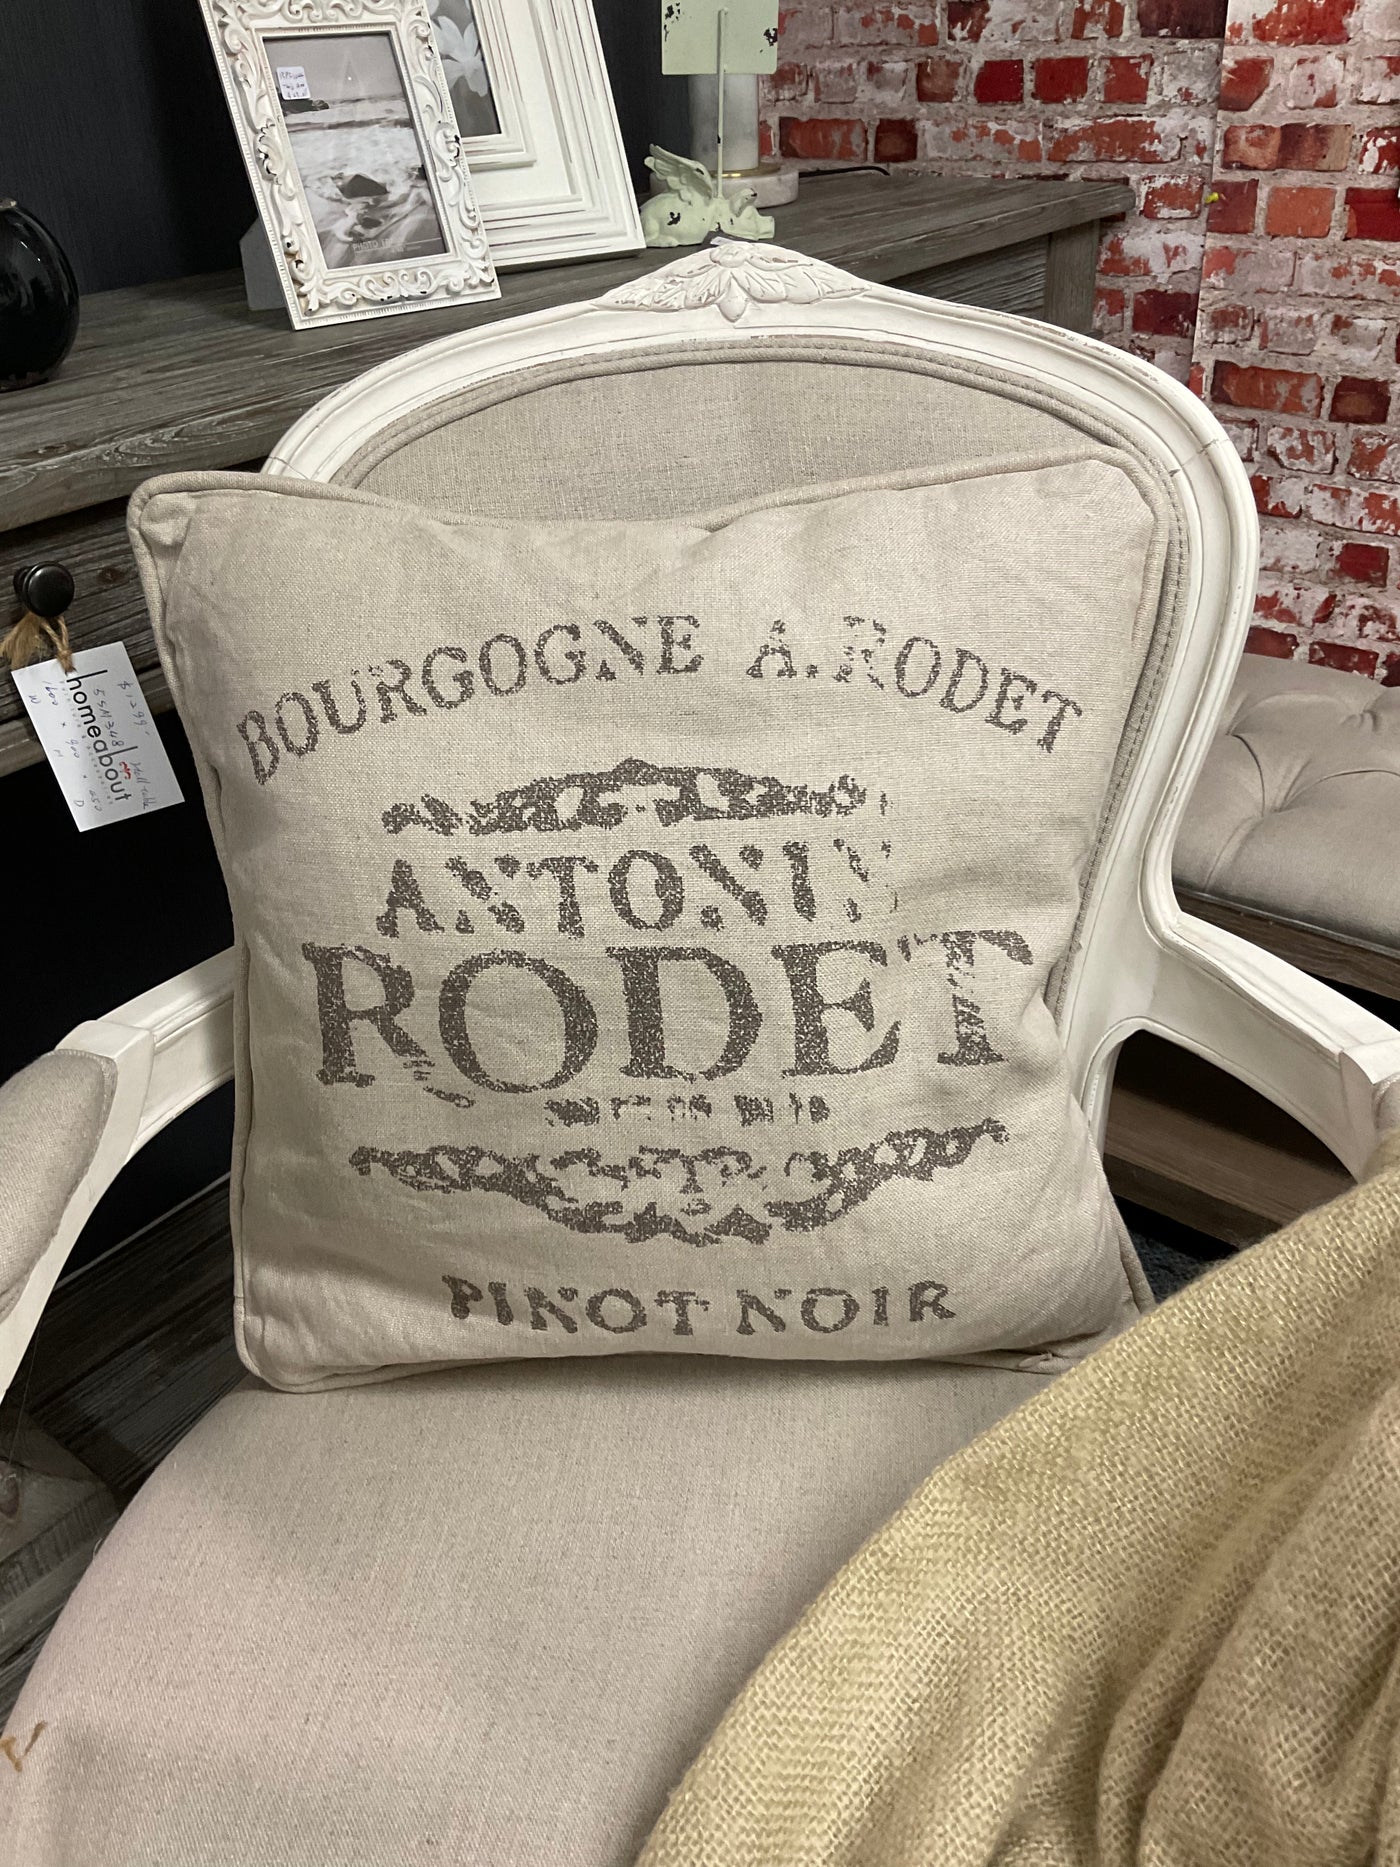 BOURGOGNE A.RODET
ANTONIN
RODET
PINOT NOIR
homeabout